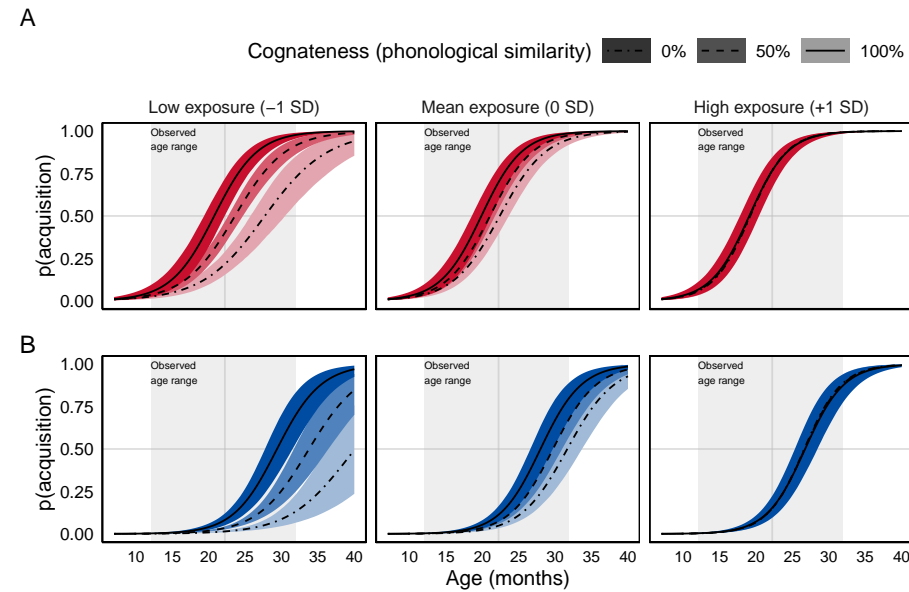 A
Cognateness (phonological similarity) 0% 50% 100%
Low exposure (−1 SD) Mean exposure (0 SD) High exposure (+1 SD)
p(acquisition)
1.00
0.75
0.50
0.25
0.00
Observed
age range
Observed
age range
Observed
age range
B
p(acquisition)
1.00
0.75
0.50
0.25
0.00
Observed
age range
Observed
age range
Observed
age range
10 15 20 25 30 35 40 10 15 20 25 30 35 40 10 15 20 25 30 35 40
Age (months)